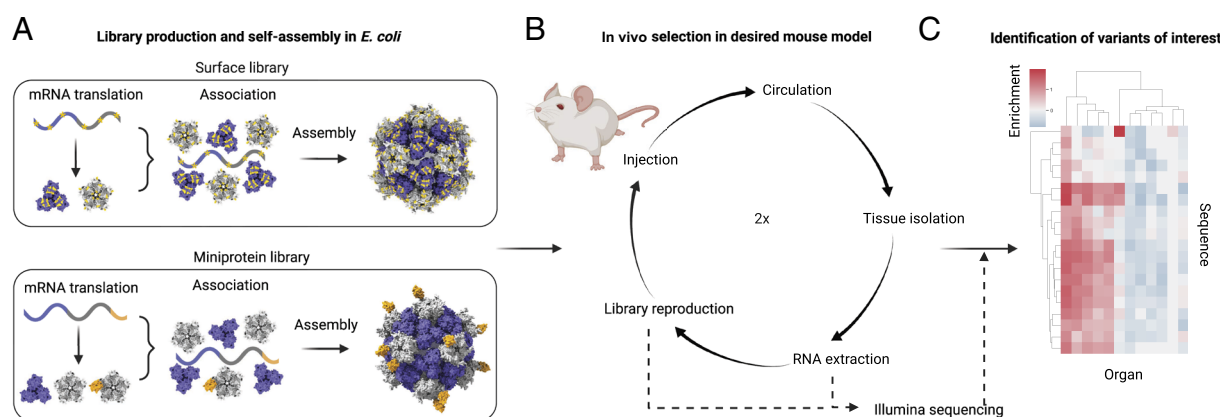 A
Library production and self-assembly in E. coli
Surface library
mRNA translation
Association
Assembly
Miniprotein library
mRNA translation
Association
Assembly
B
In vivo selection in desired mouse model
Circulation
Injection
2x
Tissue isolation
Library reproduction
RNA extraction
Illumina sequencing
C
Identification of variants of interest
Enrichment
1
0
Sequence
Organ